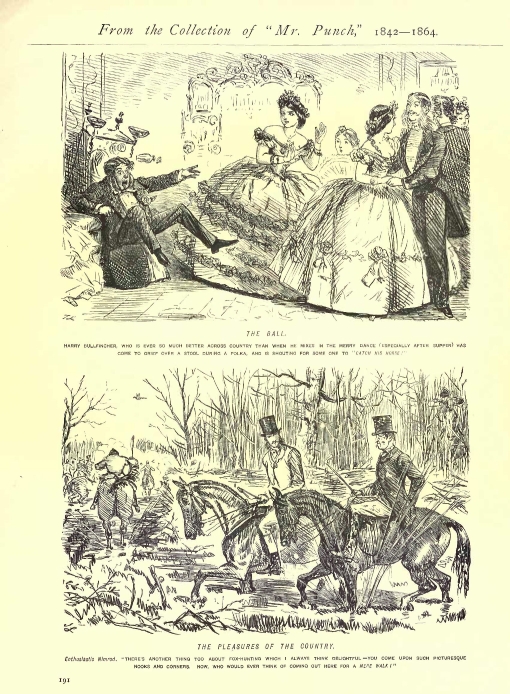 From the Collection of "Mr. Punch," 1842—1864.
THE BALL.
HARRY BULLFINCHER, WHO IS EVER SO MUCH BETTER ACROSS COUNTRY THAN WHEN HE MIXES IN THE MERRY DANCE (ESPECIALLY AFTER SUPPER) HAS
COME TO GRIEF OVER A STOOL DURING A POLKA, AND IS SHOUTING FOR SOME ONE TO "CATCH HIS HORSE!"
THE PLEASURES OF THE COUNTRY.
Enthusiastic Nimrod. "THERE'S ANOTHER THING TOO ABOUT FOX-HUNTING WHICH I ALWAYS THINK DELIGHTFUL—YOU COME UPON SUCH PICTURESQUE
NOOKS AND CORNERS. NOW, WHO WOULD EVER THINK OF COMING OUT HERE FOR A MERE WALK!"
191